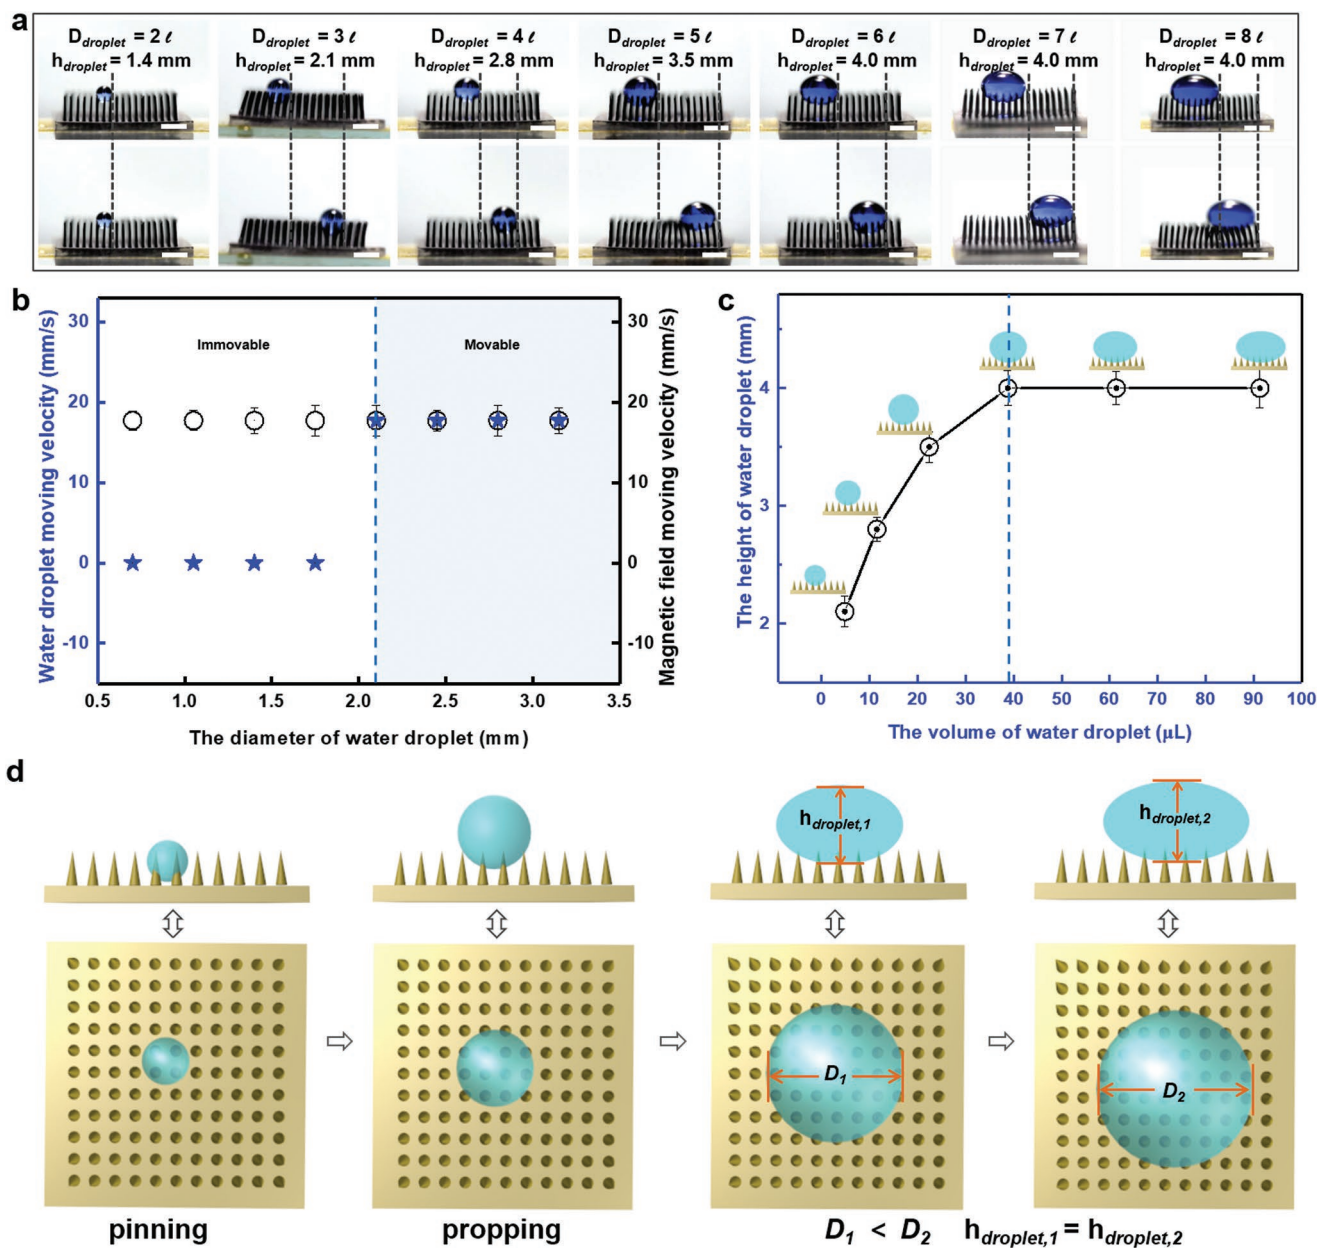 a
D_droplet = 2 ℓ
h_droplet = 1.4 mm
D_droplet = 3 ℓ
h_droplet = 2.1 mm
D_droplet = 4 ℓ
h_droplet = 2.8 mm
D_droplet = 5 ℓ
h_droplet = 3.5 mm
D_droplet = 6 ℓ
h_droplet = 4.0 mm
D_droplet = 7 ℓ
h_droplet = 4.0 mm
D_droplet = 8 ℓ
h_droplet = 4.0 mm
b
Water droplet moving velocity (mm/s)
30
20
10
0
-10
Immovable
Movable
30
20
10
0
-10
Magnetic field moving velocity (mm/s)
0.5 1.0 1.5 2.0 2.5 3.0 3.5
The diameter of water droplet (mm)
c
The height of water droplet (mm)
4
3
2
0 10 20 30 40 50 60 70 80 90 100
The volume of water droplet (μL)
d
h_droplet,1
h_droplet,2
D_1
D_2
pinning
propping
D_1 < D_2 h_droplet,1 = h_droplet,2